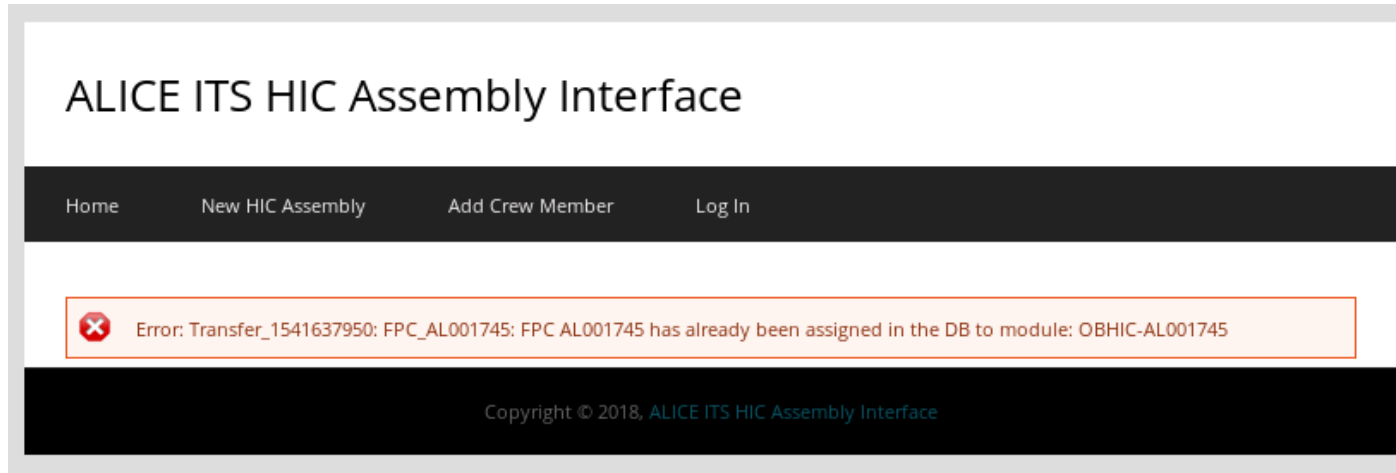 ALICE ITS HIC Assembly Interface
Home New HIC Assembly Add Crew Member Log In
Error: Transfer_1541637950: FPC_AL001745: FPC AL001745 has already been assigned in the DB to module: OBHIC-AL001745
Copyright © 2018, ALICE ITS HIC Assembly Interface